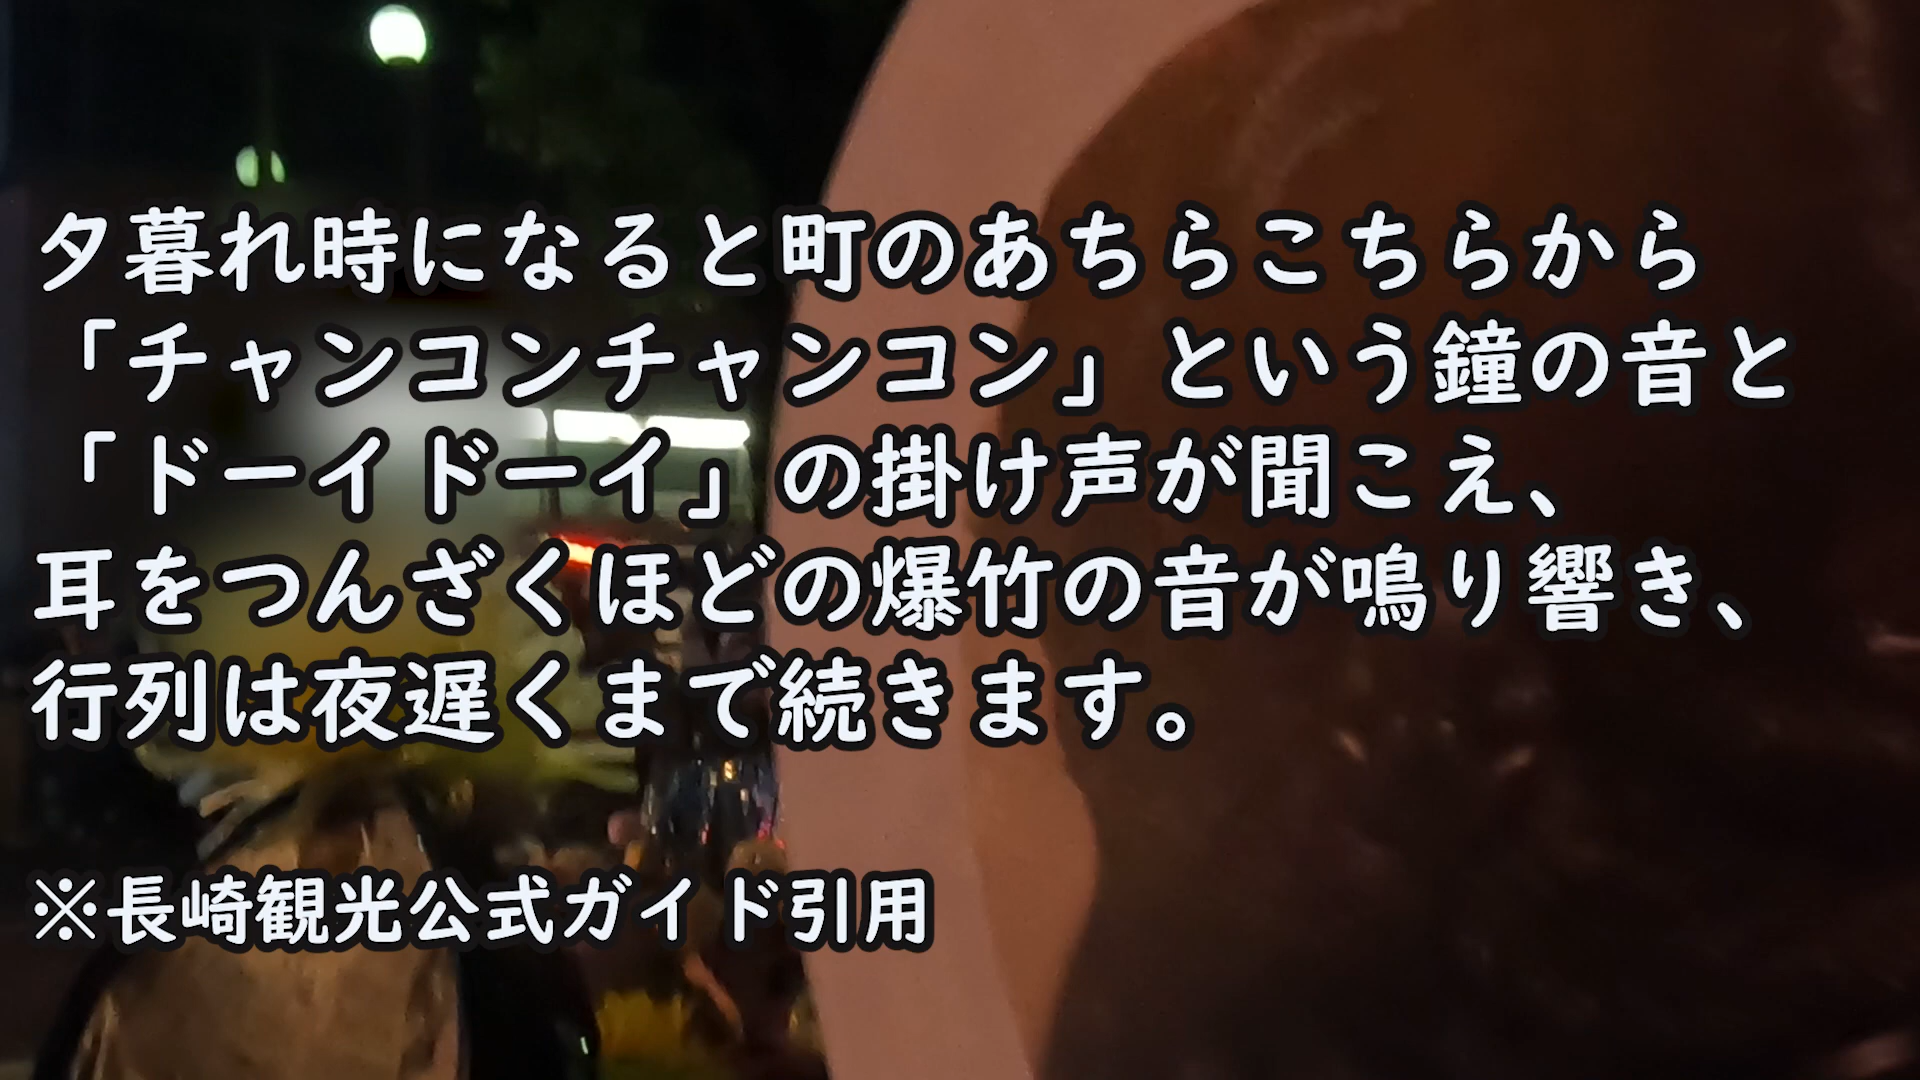 夕暮れ時になると町のあちらこちらから
「チャンコンチャンコン」という鐘の音と
「ドーイドーイ」の掛け声が聞こえ、
耳をつんざくほどの爆竹の音が鳴り響き、
行列は夜遅くまで続きます。
※長崎観光公式ガイド引用